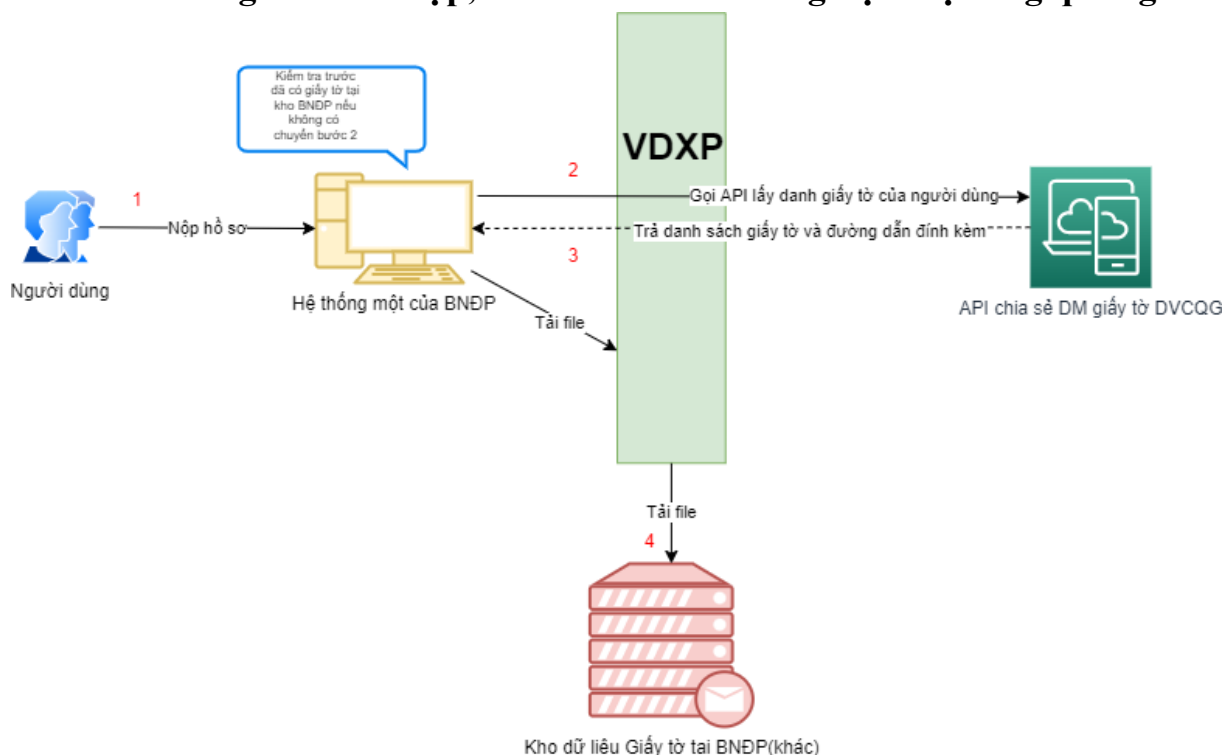 Kiểm tra trước
đã có giấy tờ tại
kho BNĐP nếu
không có
chuyển bước 2
VDXP
2
1
Gọi API lấy danh giấy tờ của người dùng
Nộp hồ sơ
Trả danh sách giấy tờ và đường dẫn đính kèm
3
Người dùng
Hệ thống một của BNĐP
API chia sẻ DM giấy tờ DVCQG
Tải file
Tải file
4
Kho dữ liệu Giấy tờ tại BNĐP(khác)